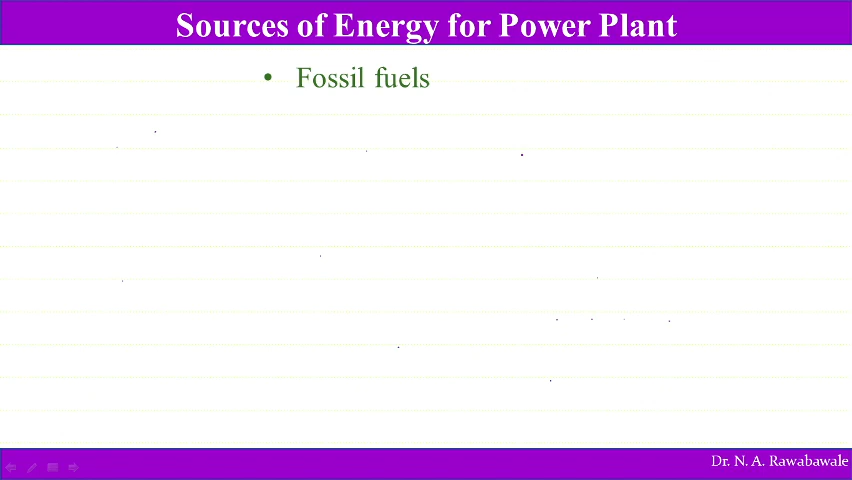 Sources of Energy for Power Plant
• Fossil fuels
Dr. N. A. Rawabawale